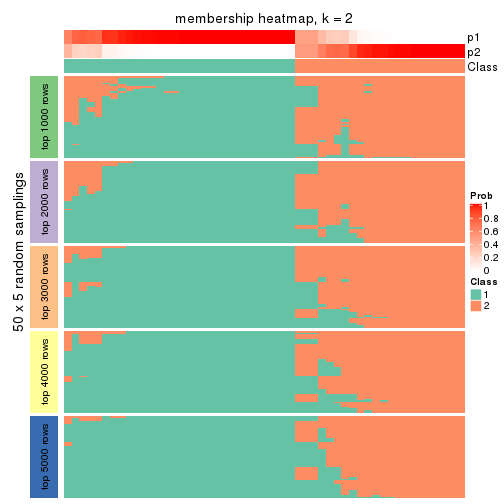 membership heatmap, k = 2
p1
p2
Class
50 x 5 random samplings
top 1000 rows
top 2000 rows
top 3000 rows
top 4000 rows
top 5000 rows
Prob
1
0.8
0.6
0.4
0.2
0
Class
1
2